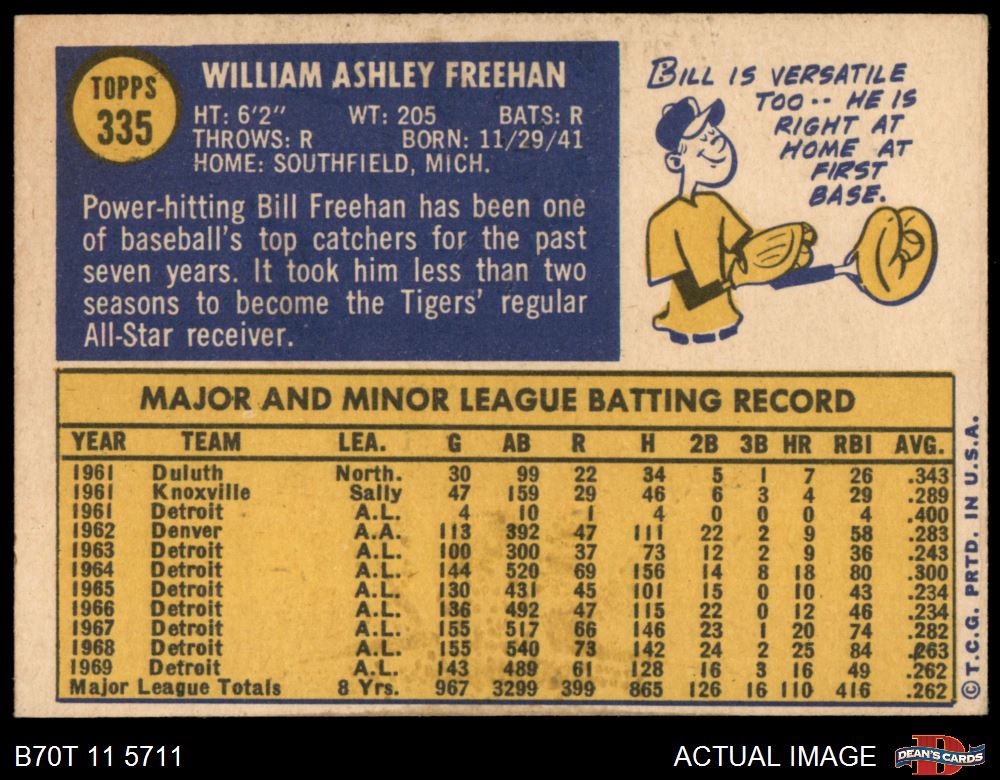 TOPPS
335
WILLIAM ASHLEY FREEHAN
HT: 6'2" WT: 205 BATS: R
THROWS: R BORN: 11/29/41
HOME: SOUTHFIELD, MICH.
Power-hitting Bill Freehan has been one
of baseball's top catchers for the past
seven years. It took him less than two
seasons to become the Tigers' regular
All-Star receiver.
BILL IS VERSATILE
TOO-- HE IS
RIGHT AT
HOME AT
FIRST
BASE.
MAJOR AND MINOR LEAGUE BATTING RECORD
YEAR TEAM LEA. G AB R H 2B 3B HR RBI AVG.
1961 Duluth North. 30 99 22 34 5 1 7 26 .343
1961 Knoxville Sally 47 159 29 46 6 3 4 29 .289
1961 Detroit A.L. 4 10 1 4 0 0 0 4 .400
1962 Denver A.A. 113 392 47 111 22 2 9 58 .283
1963 Detroit A.L. 100 300 37 73 12 2 9 36 .243
1964 Detroit A.L. 144 520 69 156 14 8 18 80 .300
1965 Detroit A.L. 130 431 45 101 15 0 10 43 .234
1966 Detroit A.L. 136 492 47 115 22 0 12 46 .234
1967 Detroit A.L. 155 517 66 146 23 1 20 74 .282
1968 Detroit A.L. 155 540 73 142 24 2 25 84 .263
1969 Detroit A.L. 143 489 61 128 16 3 16 49 .262
Major League Totals 8 Yrs. 967 3299 399 865 126 16 110 416 .262
© T.C.G. PRTD. IN U.S.A.
B70T 11 5711
ACTUAL IMAGE
D
DEAN'S CARDS